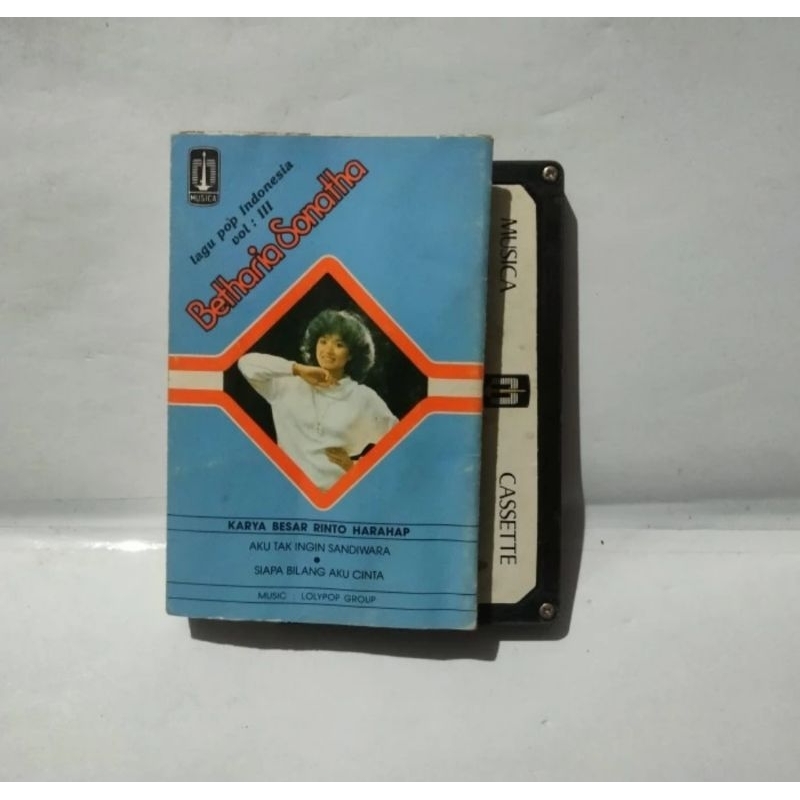 MUSICA
lagu pop Indonesia
vol : III
Betharia Sonatha
KARYA BESAR RINTO HARAHAP
AKU TAK INGIN SANDIWARA
SIAPA BILANG AKU CINTA
MUSIC : LOLYPOP GROUP
MUSICA
CASSETTE